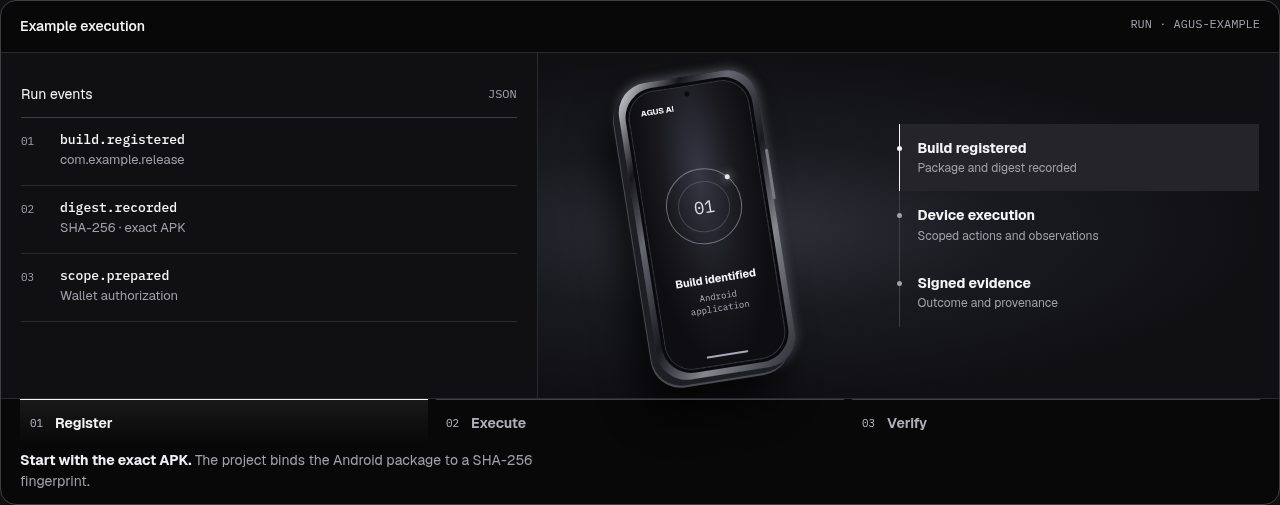 Example execution
RUN · AGUS-EXAMPLE
Run events
JSON
01
build.registered
com.example.release
02
digest.recorded
SHA-256 · exact APK
03
scope.prepared
Wallet authorization
AGUS AI
01
Build identified
Android
application
Build registered
Package and digest recorded
Device execution
Scoped actions and observations
Signed evidence
Outcome and provenance
01 Register
02 Execute
03 Verify
Start with the exact APK. The project binds the Android package to a SHA-256
fingerprint.